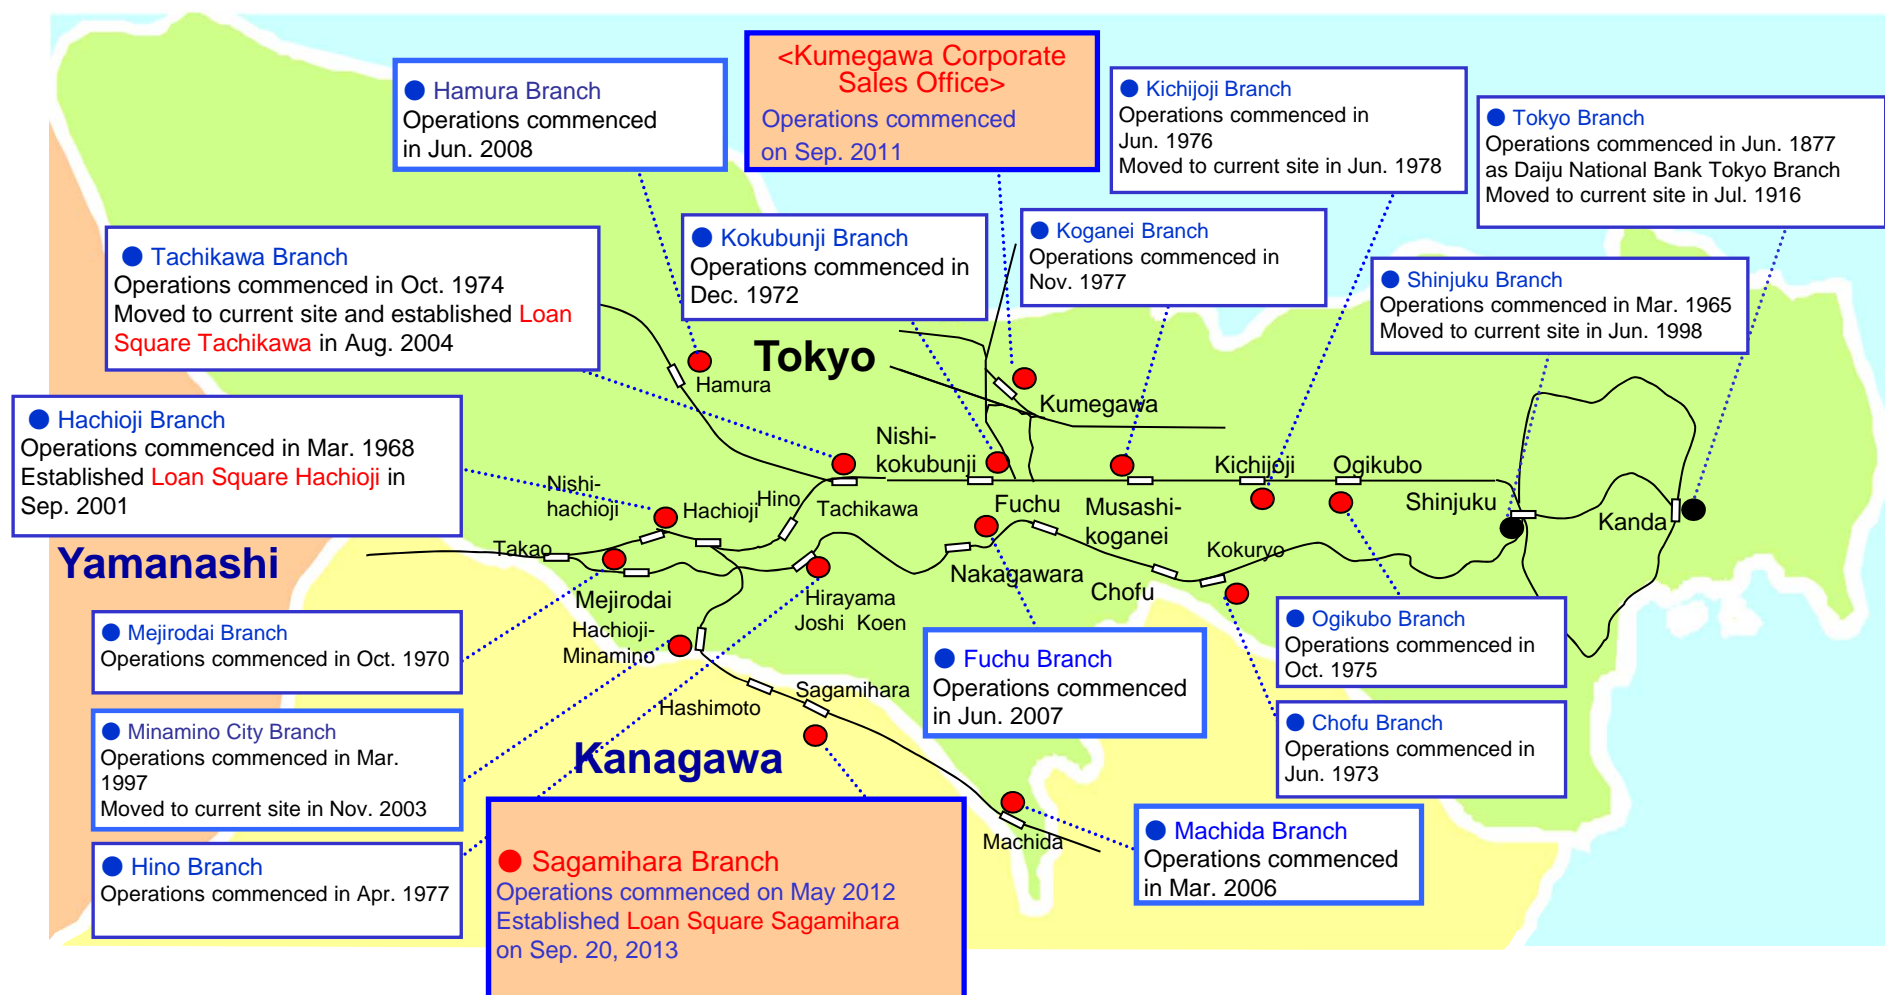 ● Hamura Branch
Operations commenced
in Jun. 2008
<Kumegawa Corporate
Sales Office>
Operations commenced
on Sep. 2011
● Kichijoji Branch
Operations commenced in
Jun. 1976
Moved to current site in Jun. 1978
● Tokyo Branch
Operations commenced in Jun. 1877
as Daiju National Bank Tokyo Branch
Moved to current site in Jul. 1916
● Tachikawa Branch
Operations commenced in Oct. 1974
Moved to current site and established Loan
Square Tachikawa in Aug. 2004
● Kokubunji Branch
Operations commenced in
Dec. 1972
● Koganei Branch
Operations commenced in
Nov. 1977
● Shinjuku Branch
Operations commenced in Mar. 1965
Moved to current site in Jun. 1998
Tokyo
Hamura
Kumegawa
● Hachioji Branch
Operations commenced in Mar. 1968
Established Loan Square Hachioji in
Sep. 2001
Nishi-
kokubunji
Kichijoji
Ogikubo
Nishi-
hachioji
Hachioji
Hino
Tachikawa
Fuchu
Musashi-
koganei
Shinjuku
Kanda
Yamanashi
Takao
Nakagawara
Chofu
Kokuryo
Mejirodai
Hirayama
Joshi Koen
Hachioji-
Minamino
● Mejirodai Branch
Operations commenced in Oct. 1970
● Fuchu Branch
Operations commenced
in Jun. 2007
● Ogikubo Branch
Operations commenced in
Oct. 1975
Sagamihara
Hashimoto
● Minamino City Branch
Operations commenced in Mar.
1997
Moved to current site in Nov. 2003
Kanagawa
● Chofu Branch
Operations commenced in
Jun. 1973
Machida
● Machida Branch
Operations commenced
in Mar. 2006
● Hino Branch
Operations commenced in Apr. 1977
● Sagamihara Branch
Operations commenced on May 2012
Established Loan Square Sagamihara
on Sep. 20, 2013